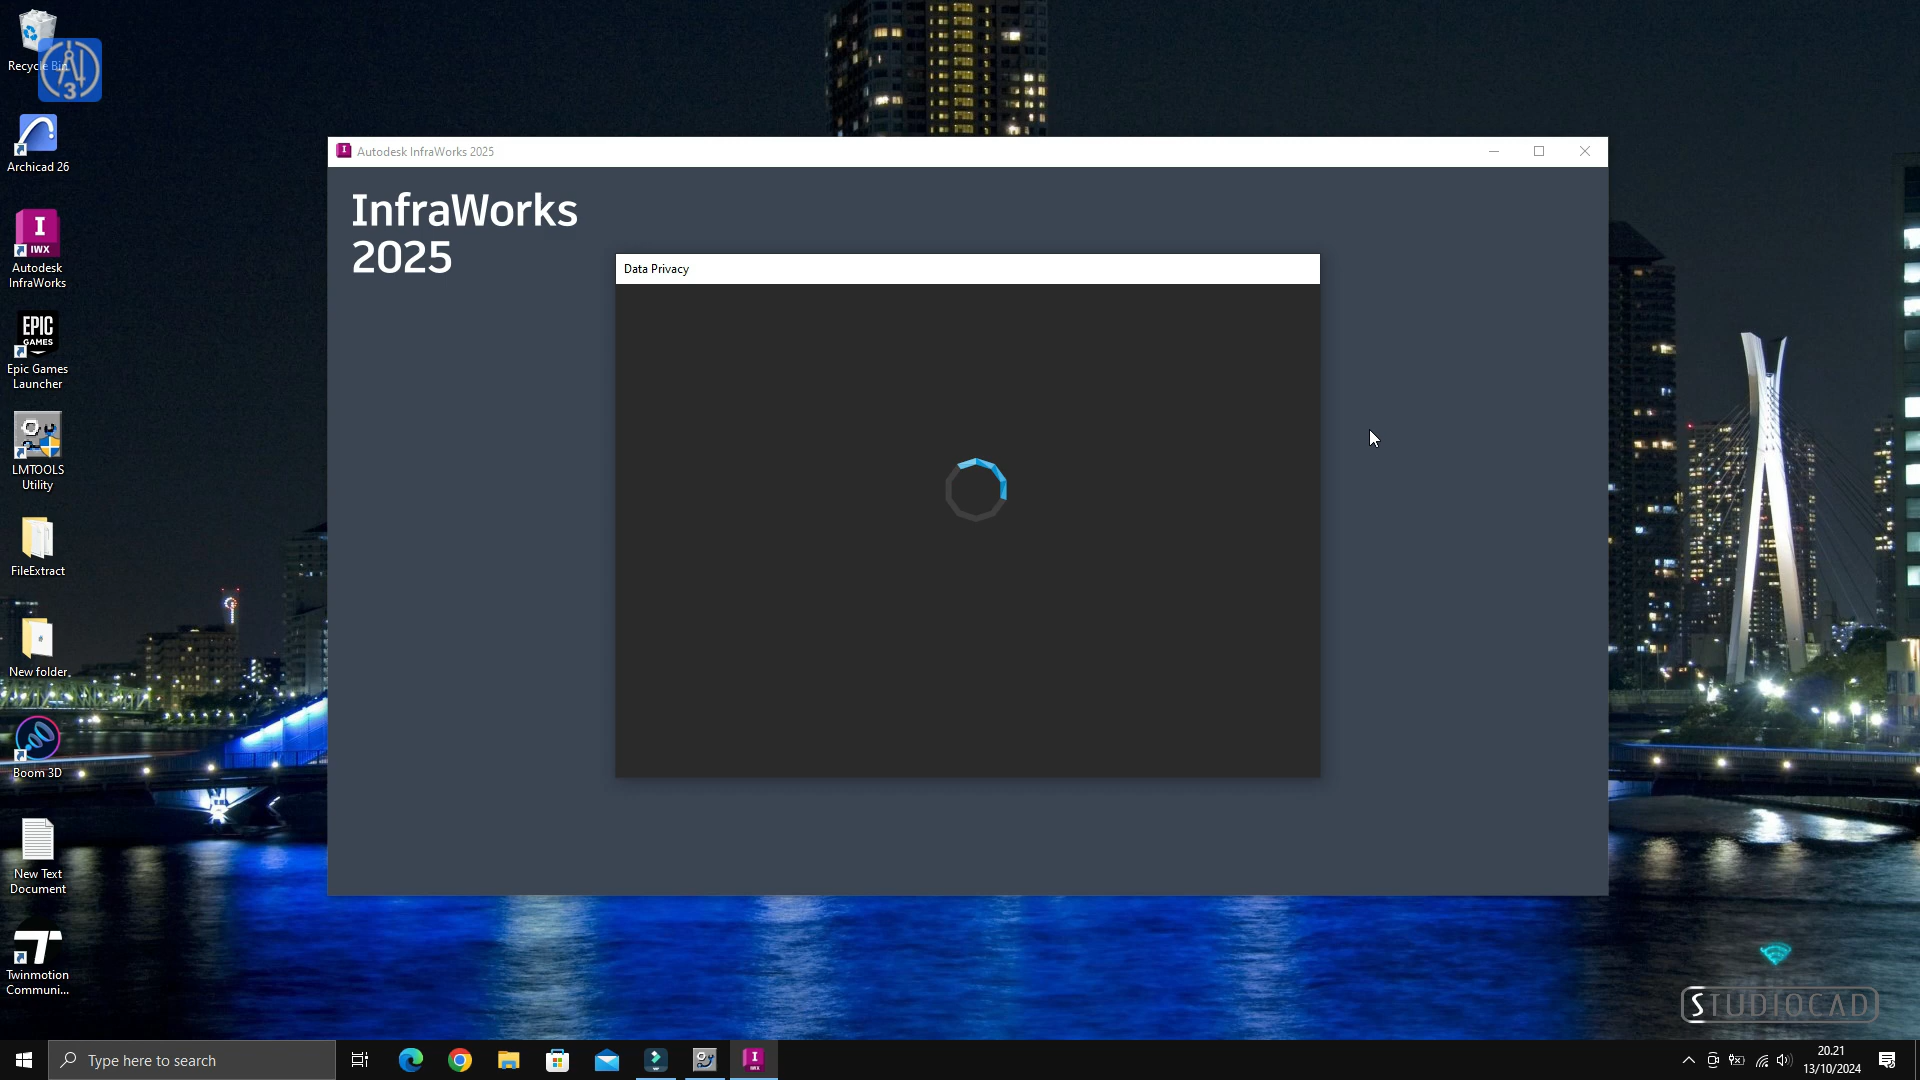 Recycle Bin
3
Archicad 26
I
IWX
Autodesk
InfraWorks
EPIC
GAMES
Epic Games
Launcher
LMTOOLS
Utility
FileExtract
New folder
Boom 3D
New Text
Document
Twinmotion
Communi...
Autodesk InfraWorks 2025
InfraWorks
2025
Data Privacy
STUDIOCAD
Type here to search
20.21
13/10/2024